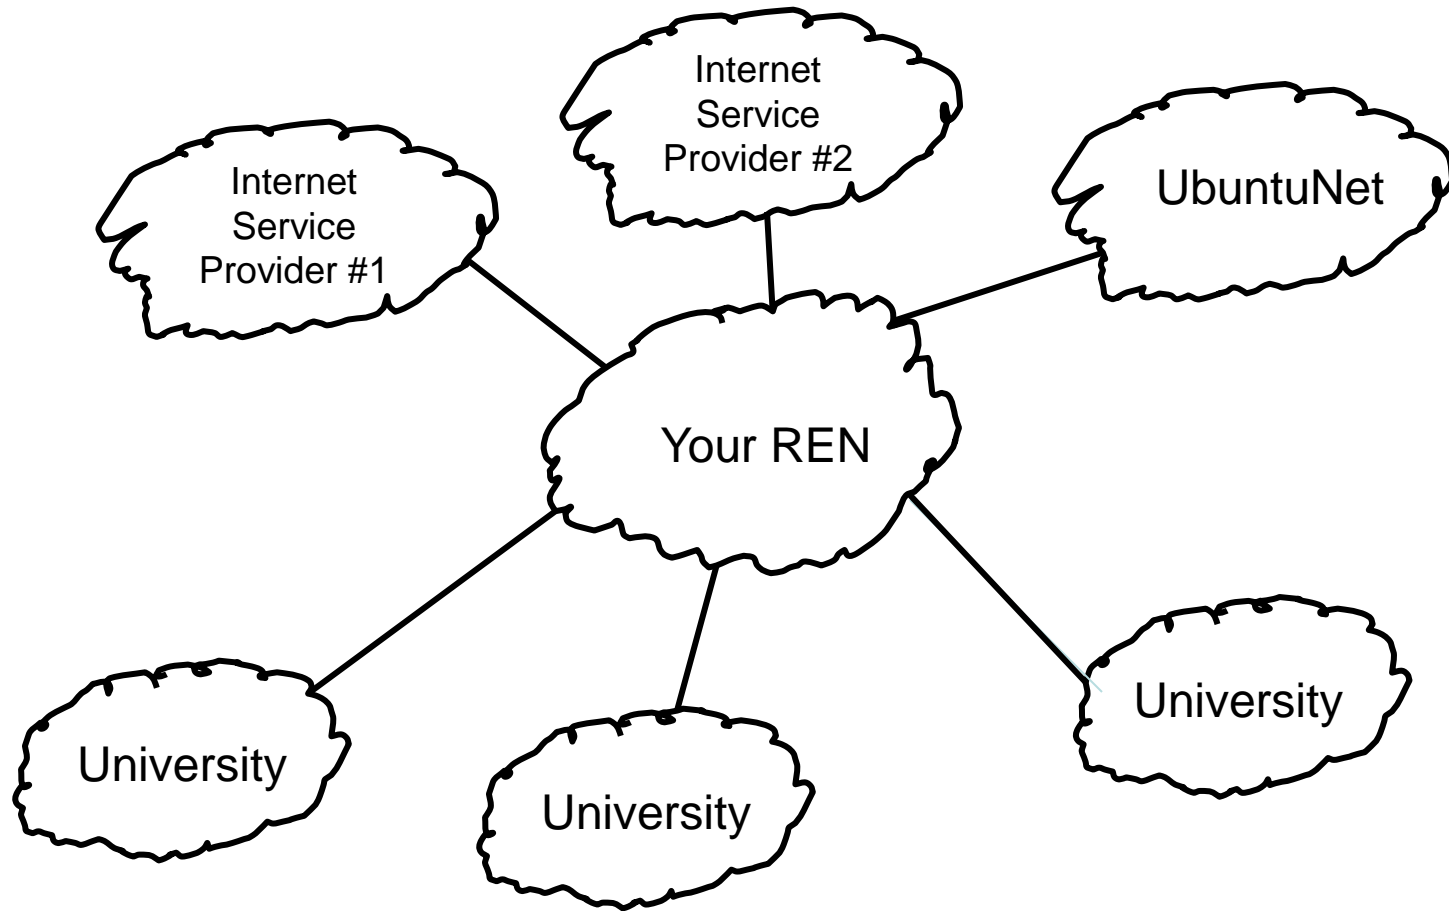 Internet
Service
Provider #2
Internet
Service
Provider #1
UbuntuNet
Your REN
University
University
University